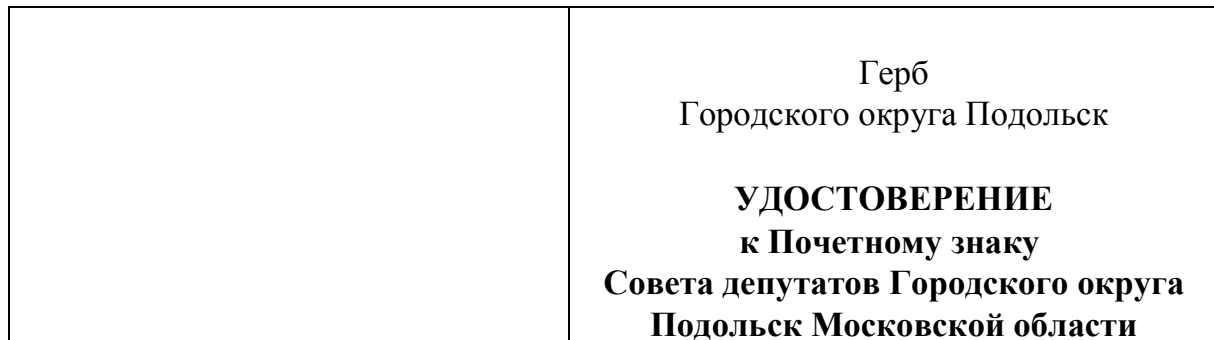 Герб
Городского округа Подольск
УДОСТОВЕРЕНИЕ
к Почетному знаку
Совета депутатов Городского округа
Подольск Московской области